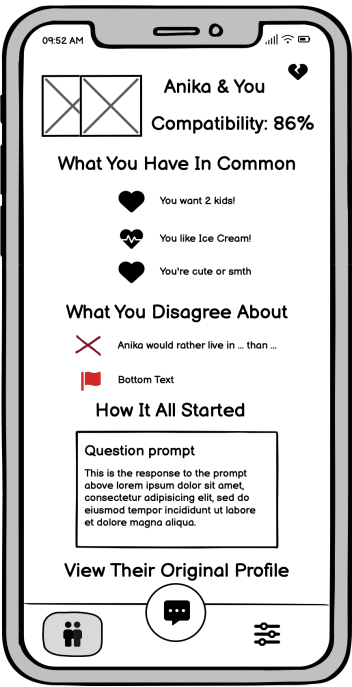 09:52 AM
Anika & You
Compatibility: 86%
What You Have In Common
You want 2 kids!
You like Ice Cream!
You're cute or smth
What You Disagree About
Anika would rather live in ... than ...
Bottom Text
How It All Started
Question prompt
This is the response to the prompt
above lorem ipsum dolor sit amet,
consectetur adipisicing elit, sed do
eiusmod tempor incididunt ut labore
et dolore magna aliqua.
View Their Original Profile